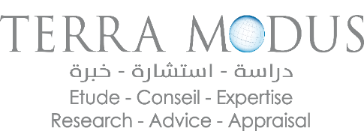 TERRA MODUS
دراسة - استشارة - خبرة
Etude - Conseil - Expertise
Research - Advice - Appraisal